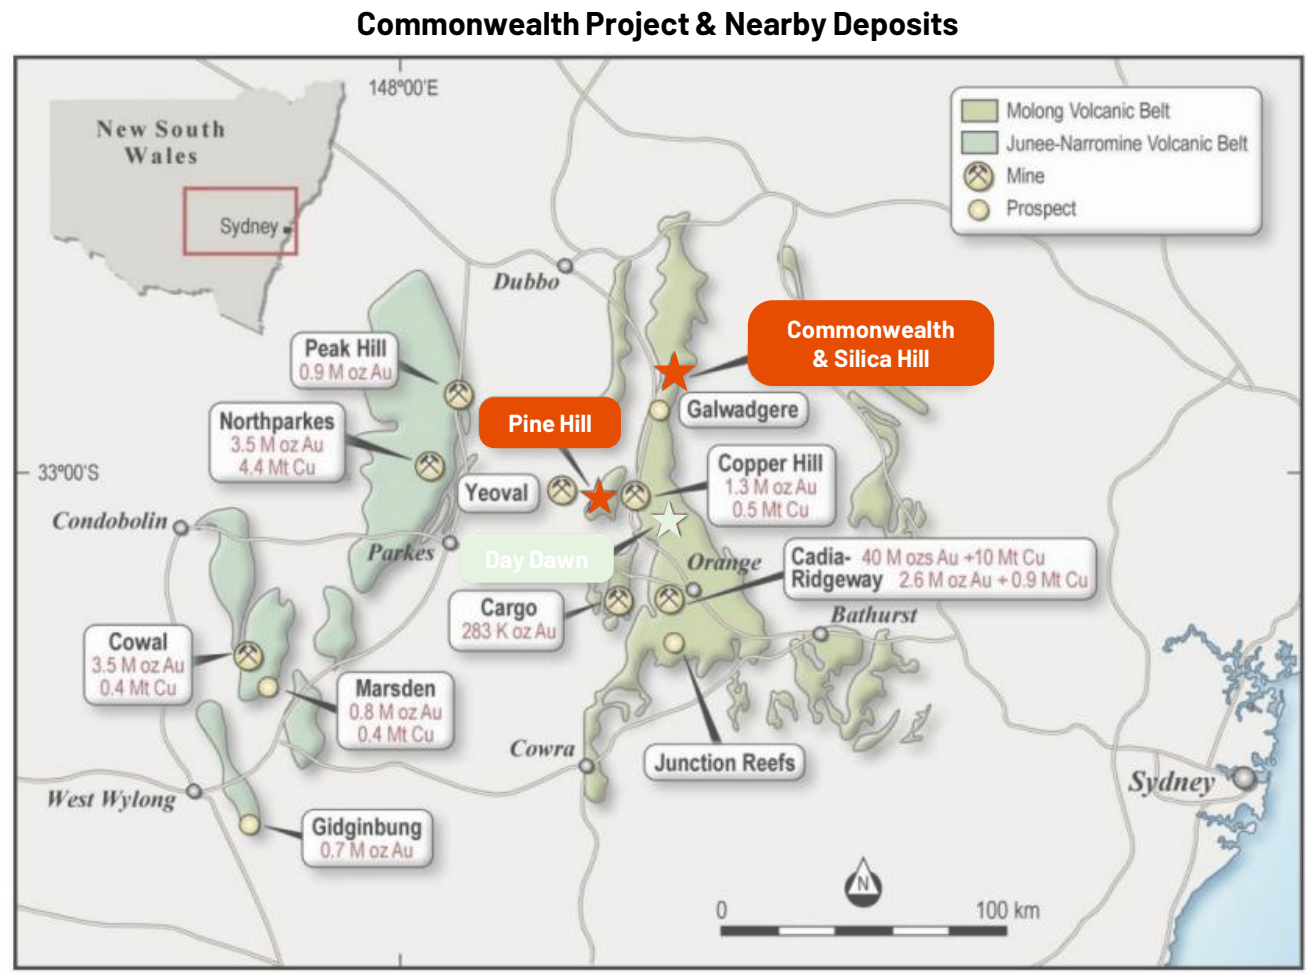 Commonwealth Project & Nearby Deposits
148º00'E
New South
Wales
Sydney
Molong Volcanic Belt
Junee-Narromine Volcanic Belt
Mine
Prospect
Dubbo
Commonwealth
& Silica Hill
Peak Hill
0.9 M oz Au
Galwadgere
Northparkes
3.5 M oz Au
4.4 Mt Cu
Pine Hill
33º00'S
Copper Hill
1.3 M oz Au
0.5 Mt Cu
Yeoval
Condobolin
Parkes
Day Dawn
Orange
Cadia- 40 M ozs Au +10 Mt Cu
Ridgeway 2.6 M oz Au + 0.9 Mt Cu
Cargo
283 K oz Au
Bathurst
Cowal
3.5 M oz Au
0.4 Mt Cu
Marsden
0.8 M oz Au
0.4 Mt Cu
Cowra
Junction Reefs
Sydney
West Wylong
Gidginbung
0.7 M oz Au
N
0 100 km